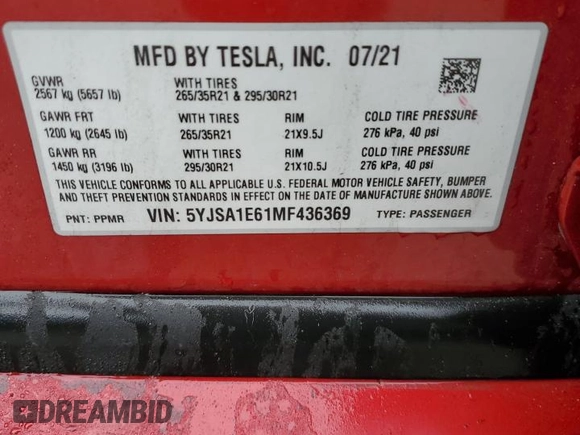 MFD BY TESLA, INC. 07/21
GVWR WITH TIRES
2567 kg (5657 lb) 265/35R21 & 295/30R21
GAWR FRT WITH TIRES RIM COLD TIRE PRESSURE
1200 kg (2645 lb) 265/35R21 21X9.5J 276 kPa, 40 psi
GAWR RR WITH TIRES RIM COLD TIRE PRESSURE
1450 kg (3196 lb) 295/30R21 21X10.5J 276 kPa, 40 psi
THIS VEHICLE CONFORMS TO ALL APPLICABLE U.S. FEDERAL MOTOR VEHICLE SAFETY, BUMPER
AND THEFT PREVENTION STANDARDS IN EFFECT ON THE DATE OF MANUFACTURE SHOWN ABOVE.
PNT: PPMR VIN: 5YJSA1E61MF436369 TYPE: PASSENGER
DREAMBID